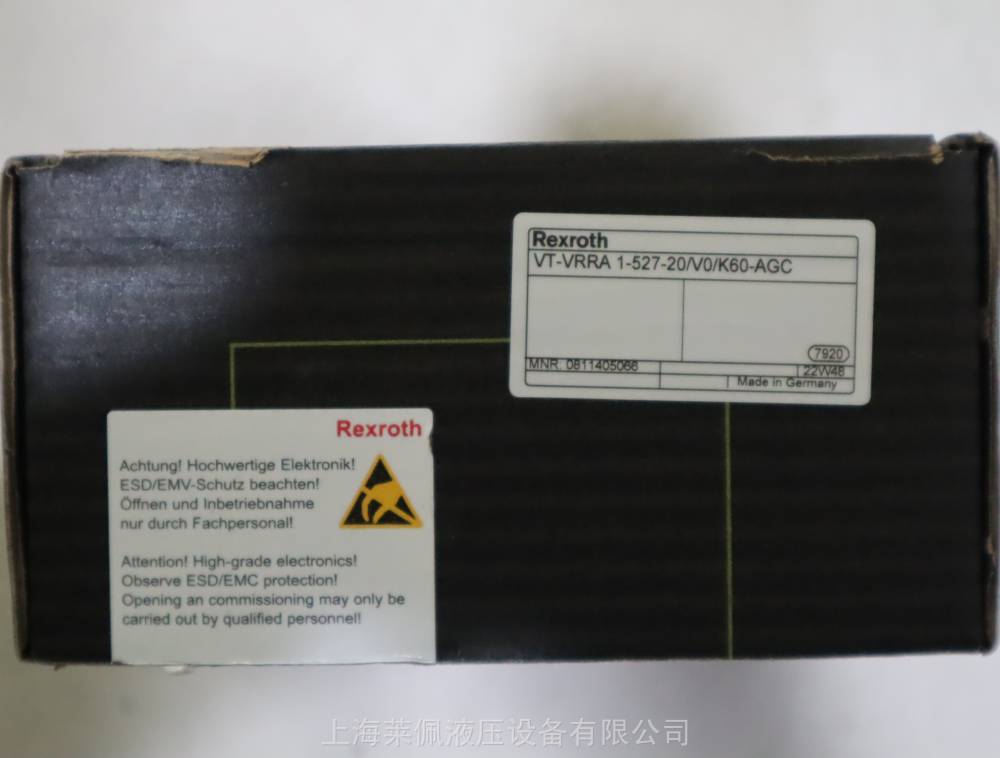 Rexroth
VT-VRRA 1-527-20/V0/K60-AGC
7920
MNR: 0811405066
22W48
Made in Germany
Rexroth
Achtung! Hochwertige Elektronik!
ESD/EMV-Schutz beachten!
Öffnen und Inbetriebnahme
nur durch Fachpersonal!
Attention! High-grade electronics!
Observe ESD/EMC protection!
Opening an commissioning may only be
carried out by qualified personnel!
上海莱佩液压设备有限公司